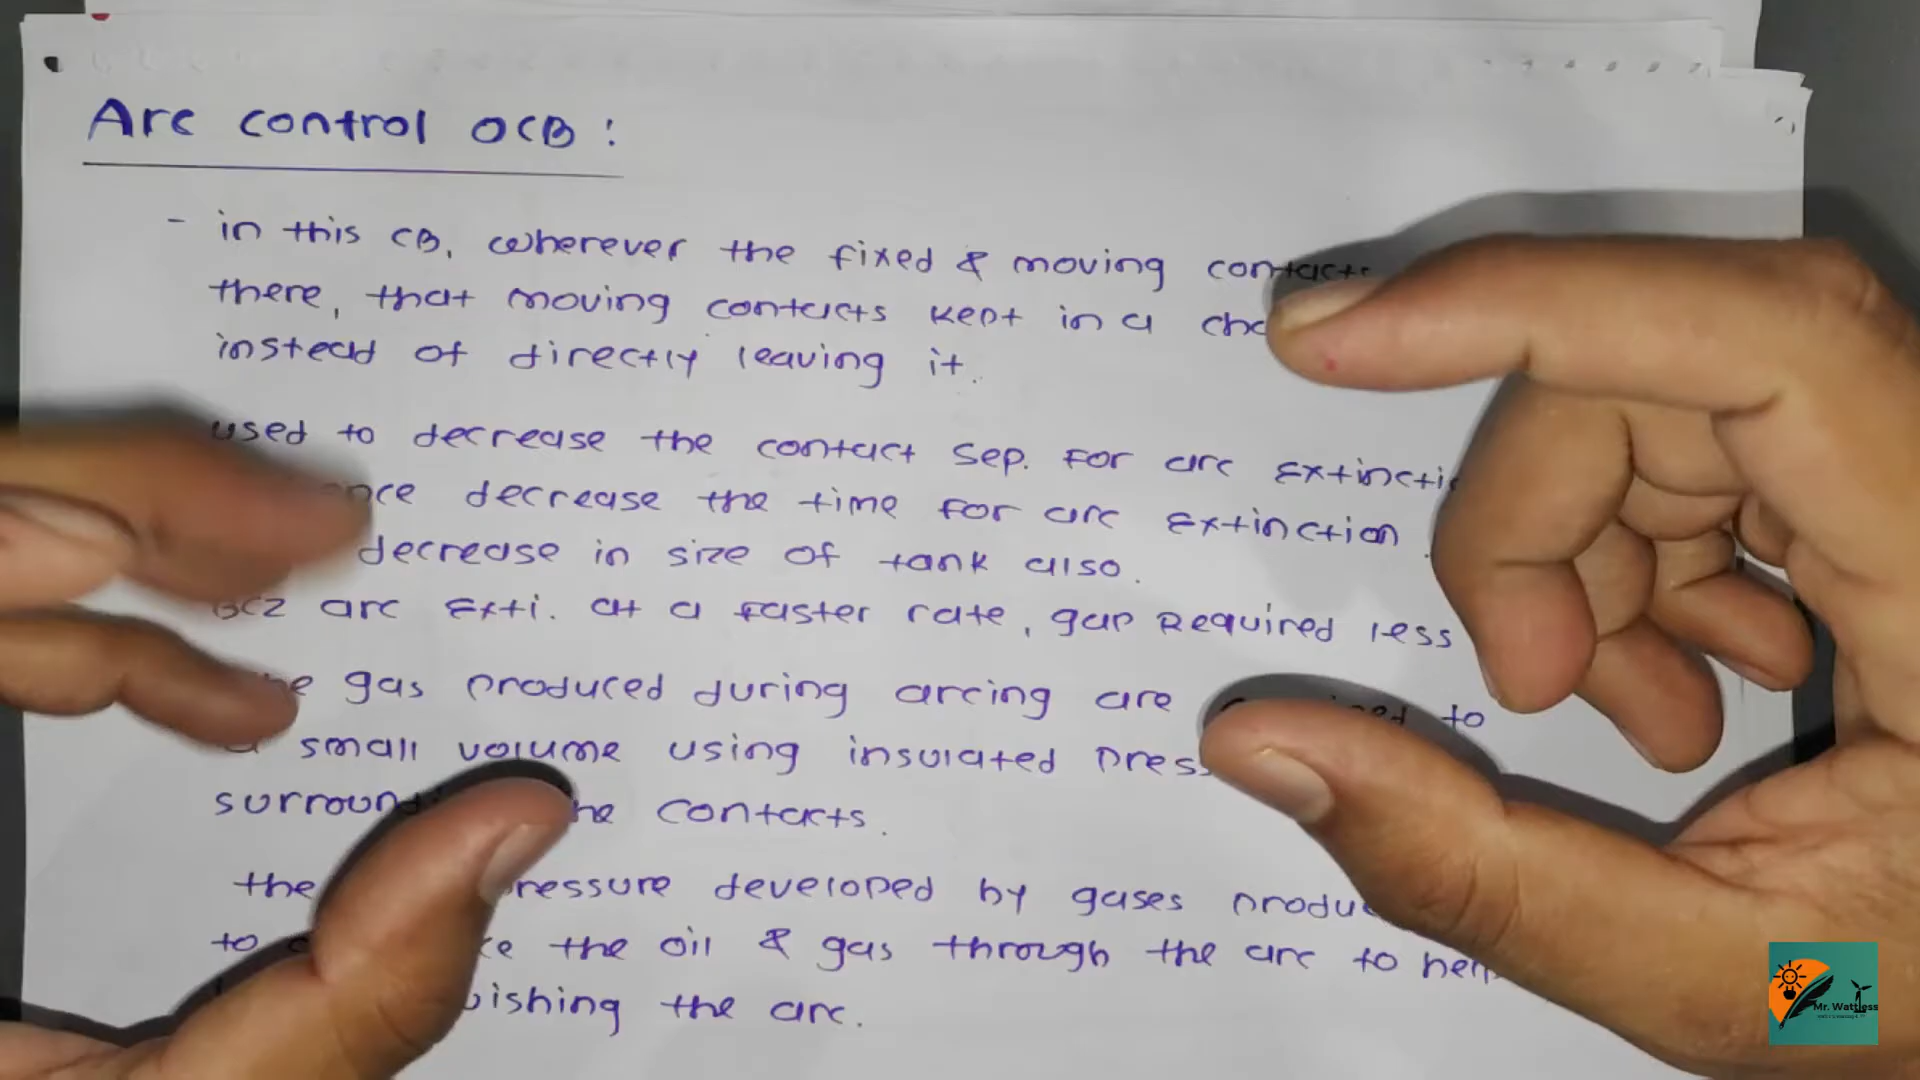 Arc control OCB :
- in this CB, wherever the fixed & moving contacts
there, that moving contacts kept in a
instead of directly leaving it.
used to decrease the contact sep. for arc
decrease the time for arc Extinction .
decrease in size of tank also.
BCZ arc Exti. at a faster rate, gap Required less
gas produced during arcing are to
a small volume using insulated
the contacts.
the pressure developed by gases
to the oil & gas through the arc to
the arc.
Mr. Wattless